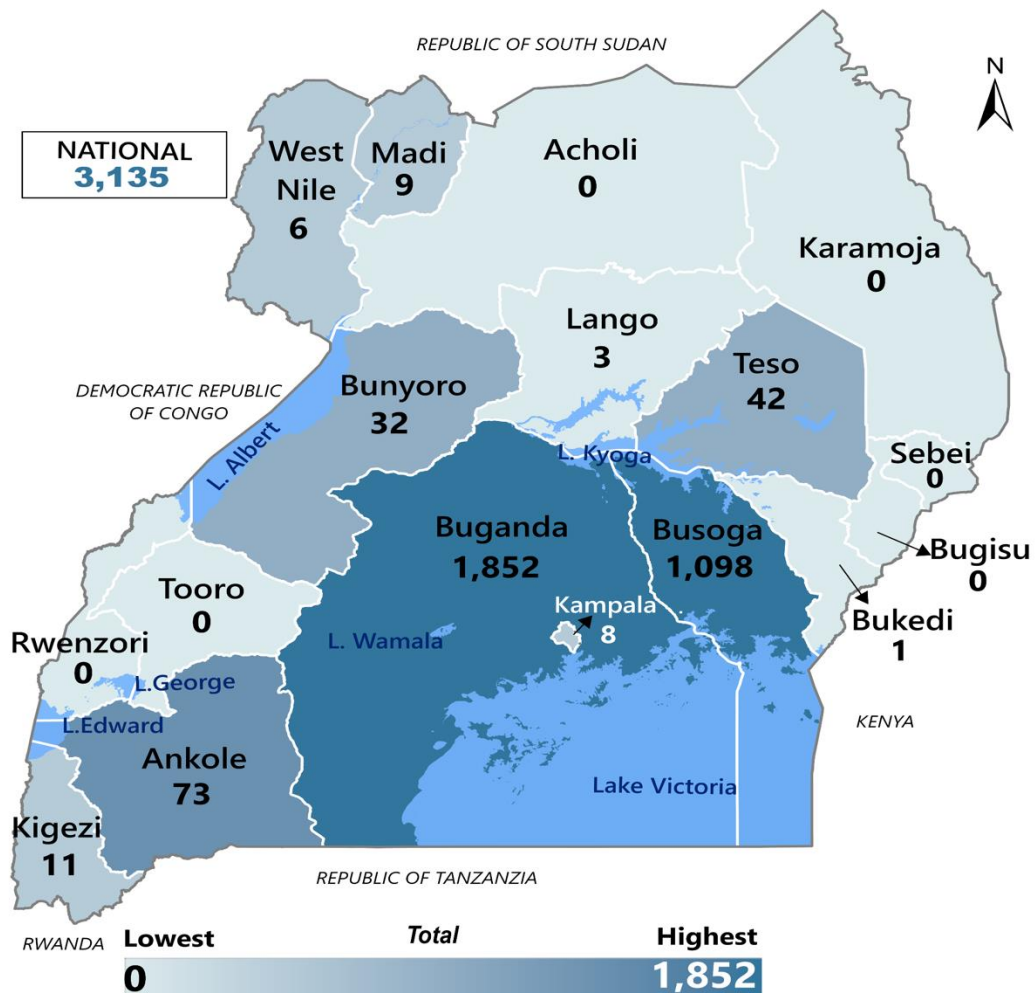 REPUBLIC OF SOUTH SUDAN
N
NATIONAL
3,135
West
Nile
6
Madi
9
Acholi
0
Karamoja
0
Lango
3
Teso
42
DEMOCRATIC REPUBLIC
OF CONGO
Bunyoro
32
L. Albert
L. Kyoga
Sebei
0
Buganda
1,852
Busoga
1,098
Bugisu
0
Tooro
0
Kampala
8
Bukedi
1
Rwenzori
0
L. Wamala
L.George
L.Edward
KENYA
Ankole
73
Lake Victoria
Kigezi
11
REPUBLIC OF TANZANZIA
RWANDA
Lowest
Total
Highest
0
1,852